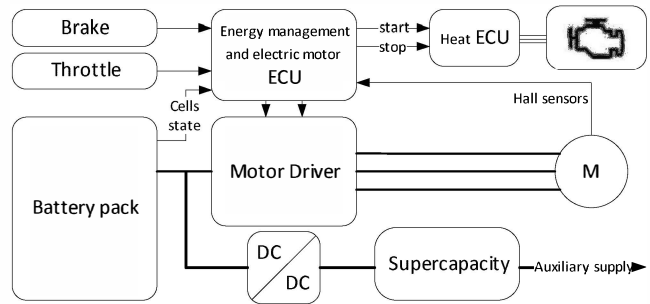 Brake
Throttle
Energy management
and electric motor
ECU
start
stop
Heat ECU
Cells
state
Hall sensors
Battery pack
Motor Driver
M
DC
DC
Supercapacity
Auxiliary supply